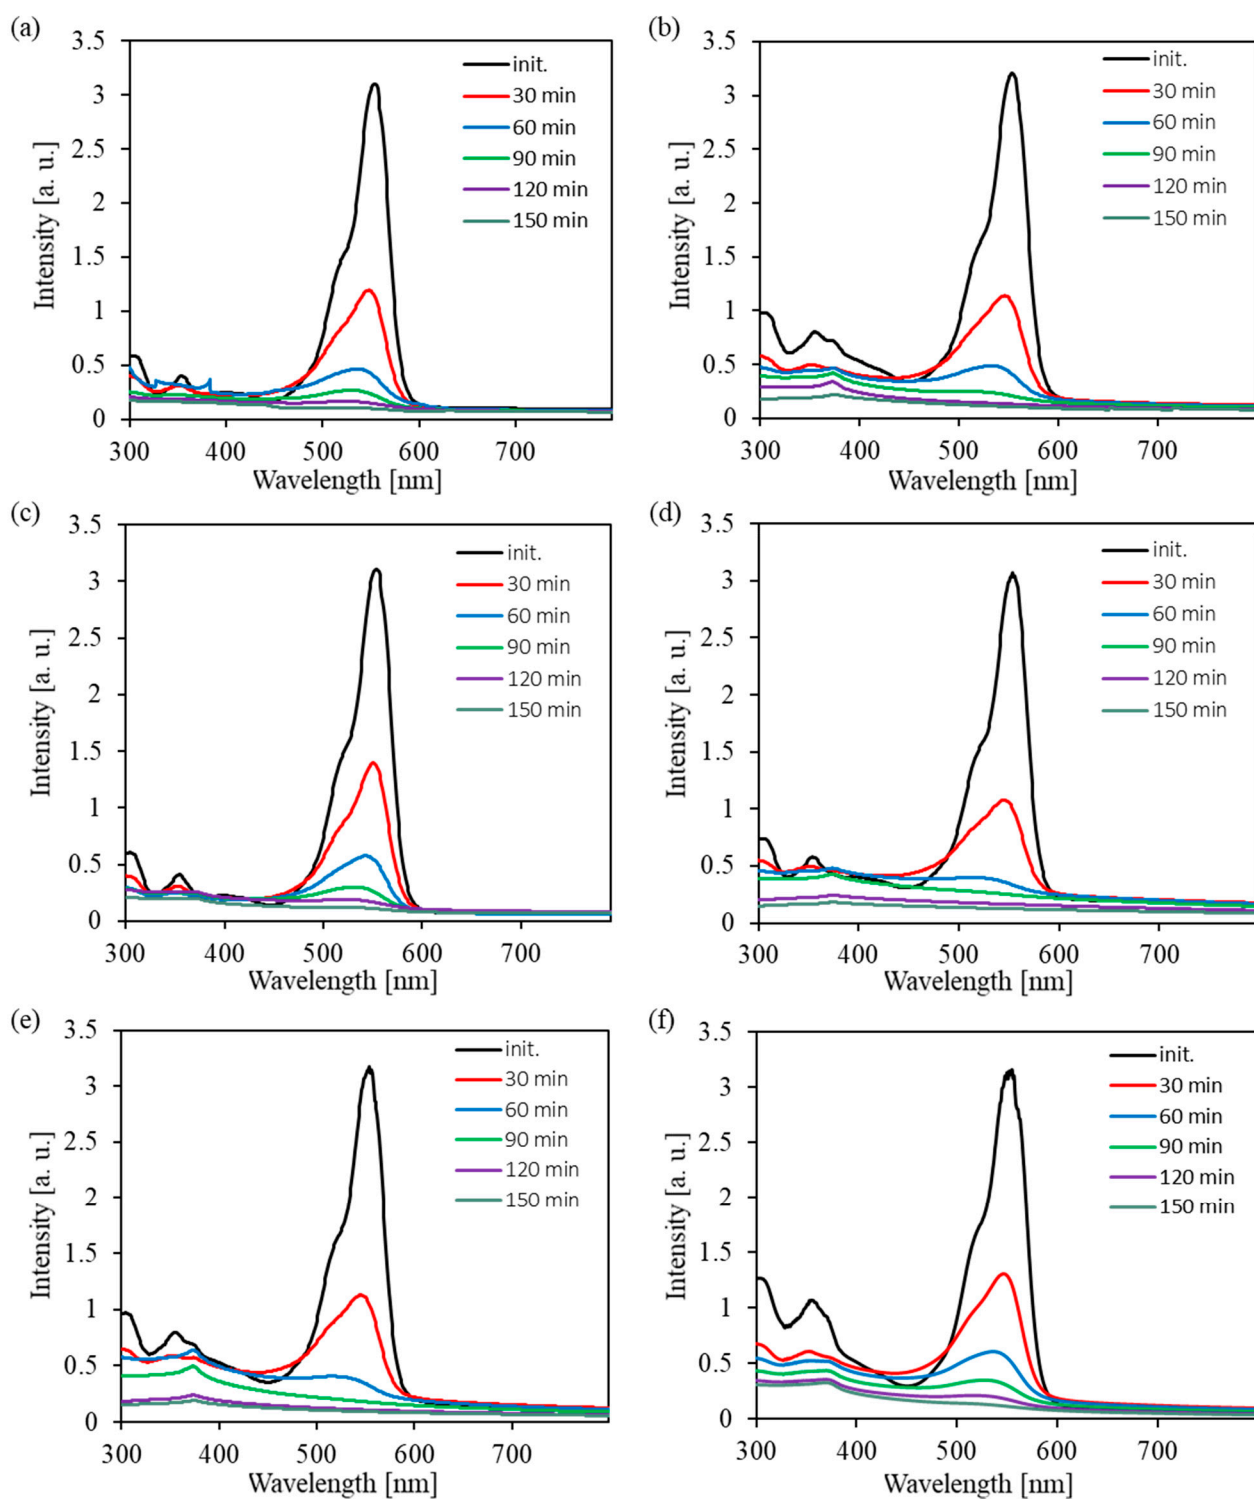 (a)
3.5
3
2.5
2
1.5
1
0.5
0
Intensity [a. u.]
init.
30 min
60 min
90 min
120 min
150 min
300 400 500 600 700
Wavelength [nm]
(b)
3.5
3
2.5
2
1.5
1
0.5
0
Intensity [a. u.]
init.
30 min
60 min
90 min
120 min
150 min
300 400 500 600 700
Wavelength [nm]
(c)
3.5
3
2.5
2
1.5
1
0.5
0
Intensity [a. u.]
init.
30 min
60 min
90 min
120 min
150 min
300 400 500 600 700
Wavelength [nm]
(d)
3.5
3
2.5
2
1.5
1
0.5
0
Intensity [a. u.]
init.
30 min
60 min
90 min
120 min
150 min
300 400 500 600 700
Wavelength [nm]
(e)
3.5
3
2.5
2
1.5
1
0.5
0
Intensity [a. u.]
init.
30 min
60 min
90 min
120 min
150 min
300 400 500 600 700
Wavelength [nm]
(f)
3.5
3
2.5
2
1.5
1
0.5
0
Intensity [a. u.]
init.
30 min
60 min
90 min
120 min
150 min
300 400 500 600 700
Wavelength [nm]